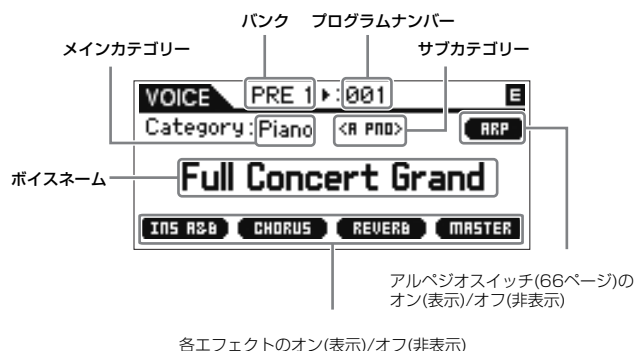 バンク プログラムナンバー
メインカテゴリー サブカテゴリー
VOICE PRE 1 ▶:001 E
Category:Piano <A PNO> ARP
ボイスネーム Full Concert Grand
INS A&B CHORUS REVERB MASTER
アルペジオスイッチ(66ページ)の
オン(表示)/オフ(非表示)
各エフェクトのオン(表示)/オフ(非表示)